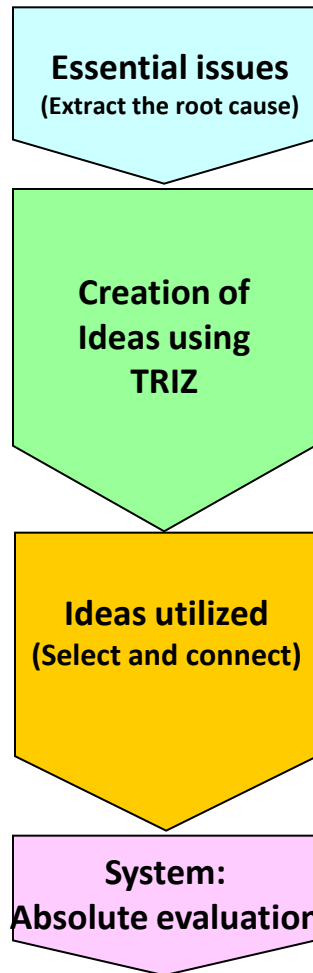 Essential issues
(Extract the root cause)
Creation of
Ideas using
TRIZ
Ideas utilized
(Select and connect)
System:
Absolute evaluation